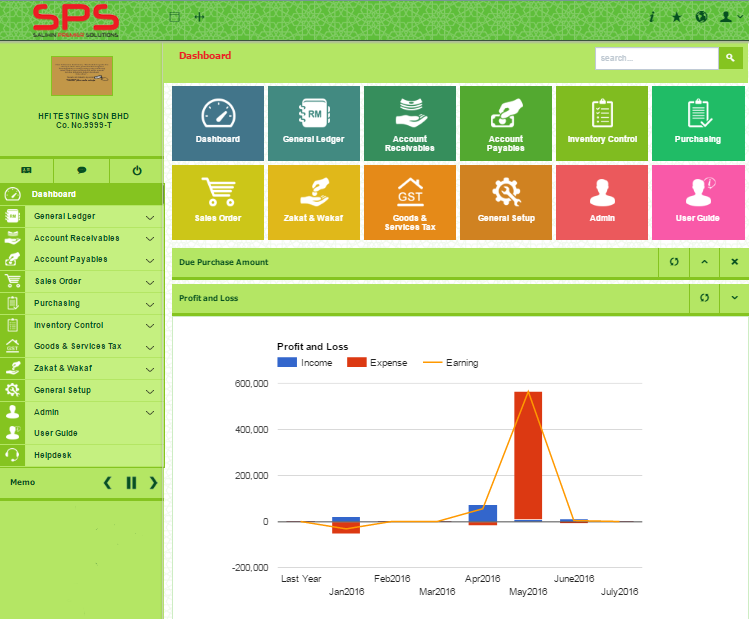 SPS
SALIHIN PREMIER SOLUTIONS
i
Dashboard
search...
HFI TESTING SDN BHD
Co. No.9999-T
Dashboard
General Ledger
Account Receivables
Account Payables
Sales Order
Purchasing
Inventory Control
Goods & Services Tax
Zakat & Wakaf
General Setup
Admin
User Guide
Helpdesk
Memo
RM
GST
Dashboard
General Ledger
Account
Receivables
Account
Payables
Inventory Control
Purchasing
Sales Order
Zakat & Wakaf
GST
Goods &
Services Tax
General Setup
Admin
User Guide
Due Purchase Amount
Profit and Loss
Profit and Loss
Income
Expense
Earning
600,000
400,000
200,000
0
-200,000
Last Year
Jan2016
Feb2016
Mar2016
Apr2016
May2016
June2016
July2016